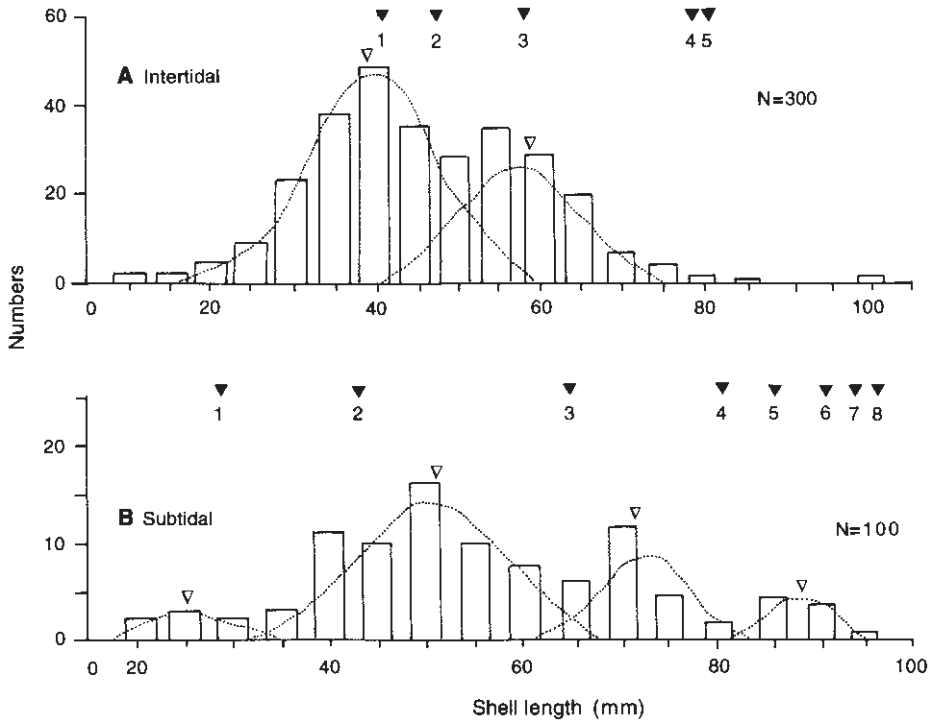 60
1 2 3 4 5
A Intertidal
N=300
40
20
0
0 20 40 60 80 100
Numbers
1 2 3 4 5 6 7 8
20
B Subtidal
N=100
10
0
0 20 40 60 80 100
Shell length (mm)